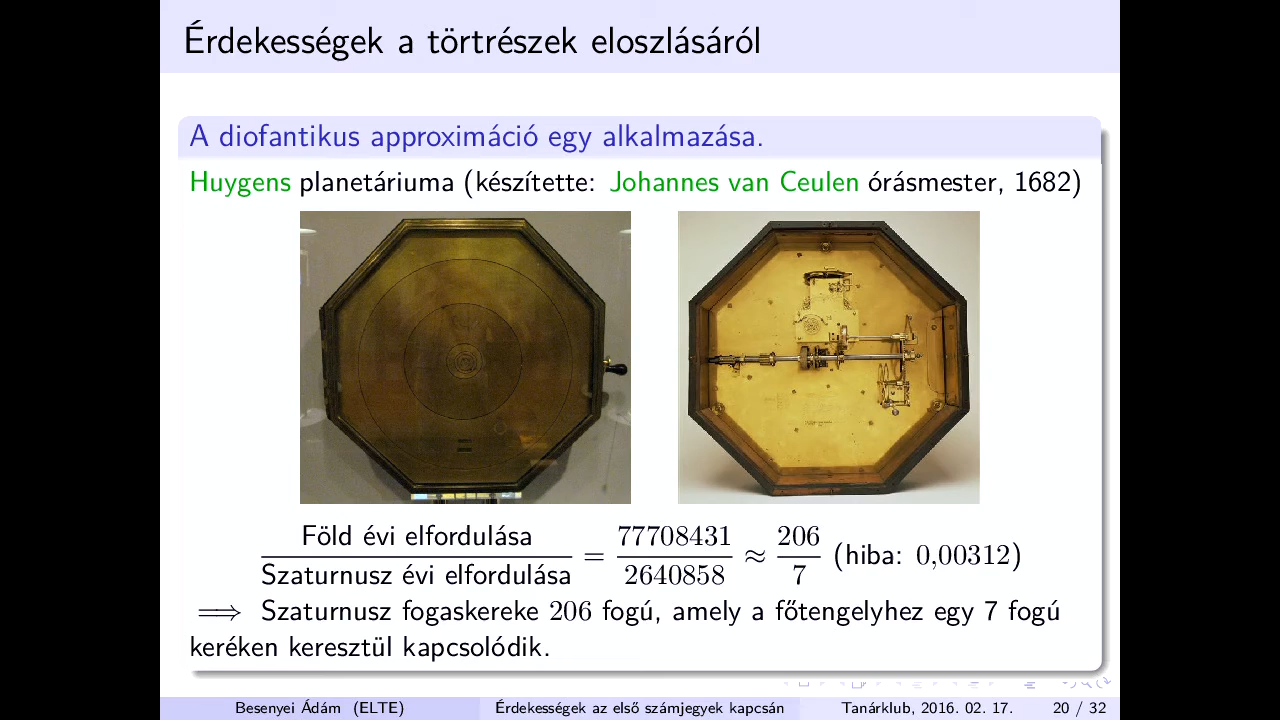 Érdekességek a törtrészek eloszlásáról
A diofantikus approximáció egy alkalmazása.
Huygens planetáriuma (készítette: Johannes van Ceulen órásmester, 1682)
Föld évi elfordulása / Szaturnusz évi elfordulása = 77708431 / 2640858 ≈ 206 / 7 (hiba: 0,00312)
⟹ Szaturnusz fogaskereke 206 fogú, amely a főtengelyhez egy 7 fogú
keréken keresztül kapcsolódik.
Besenyei Ádám (ELTE) Érdekességek az első számjegyek kapcsán Tanárklub, 2016. 02. 17. 20 / 32